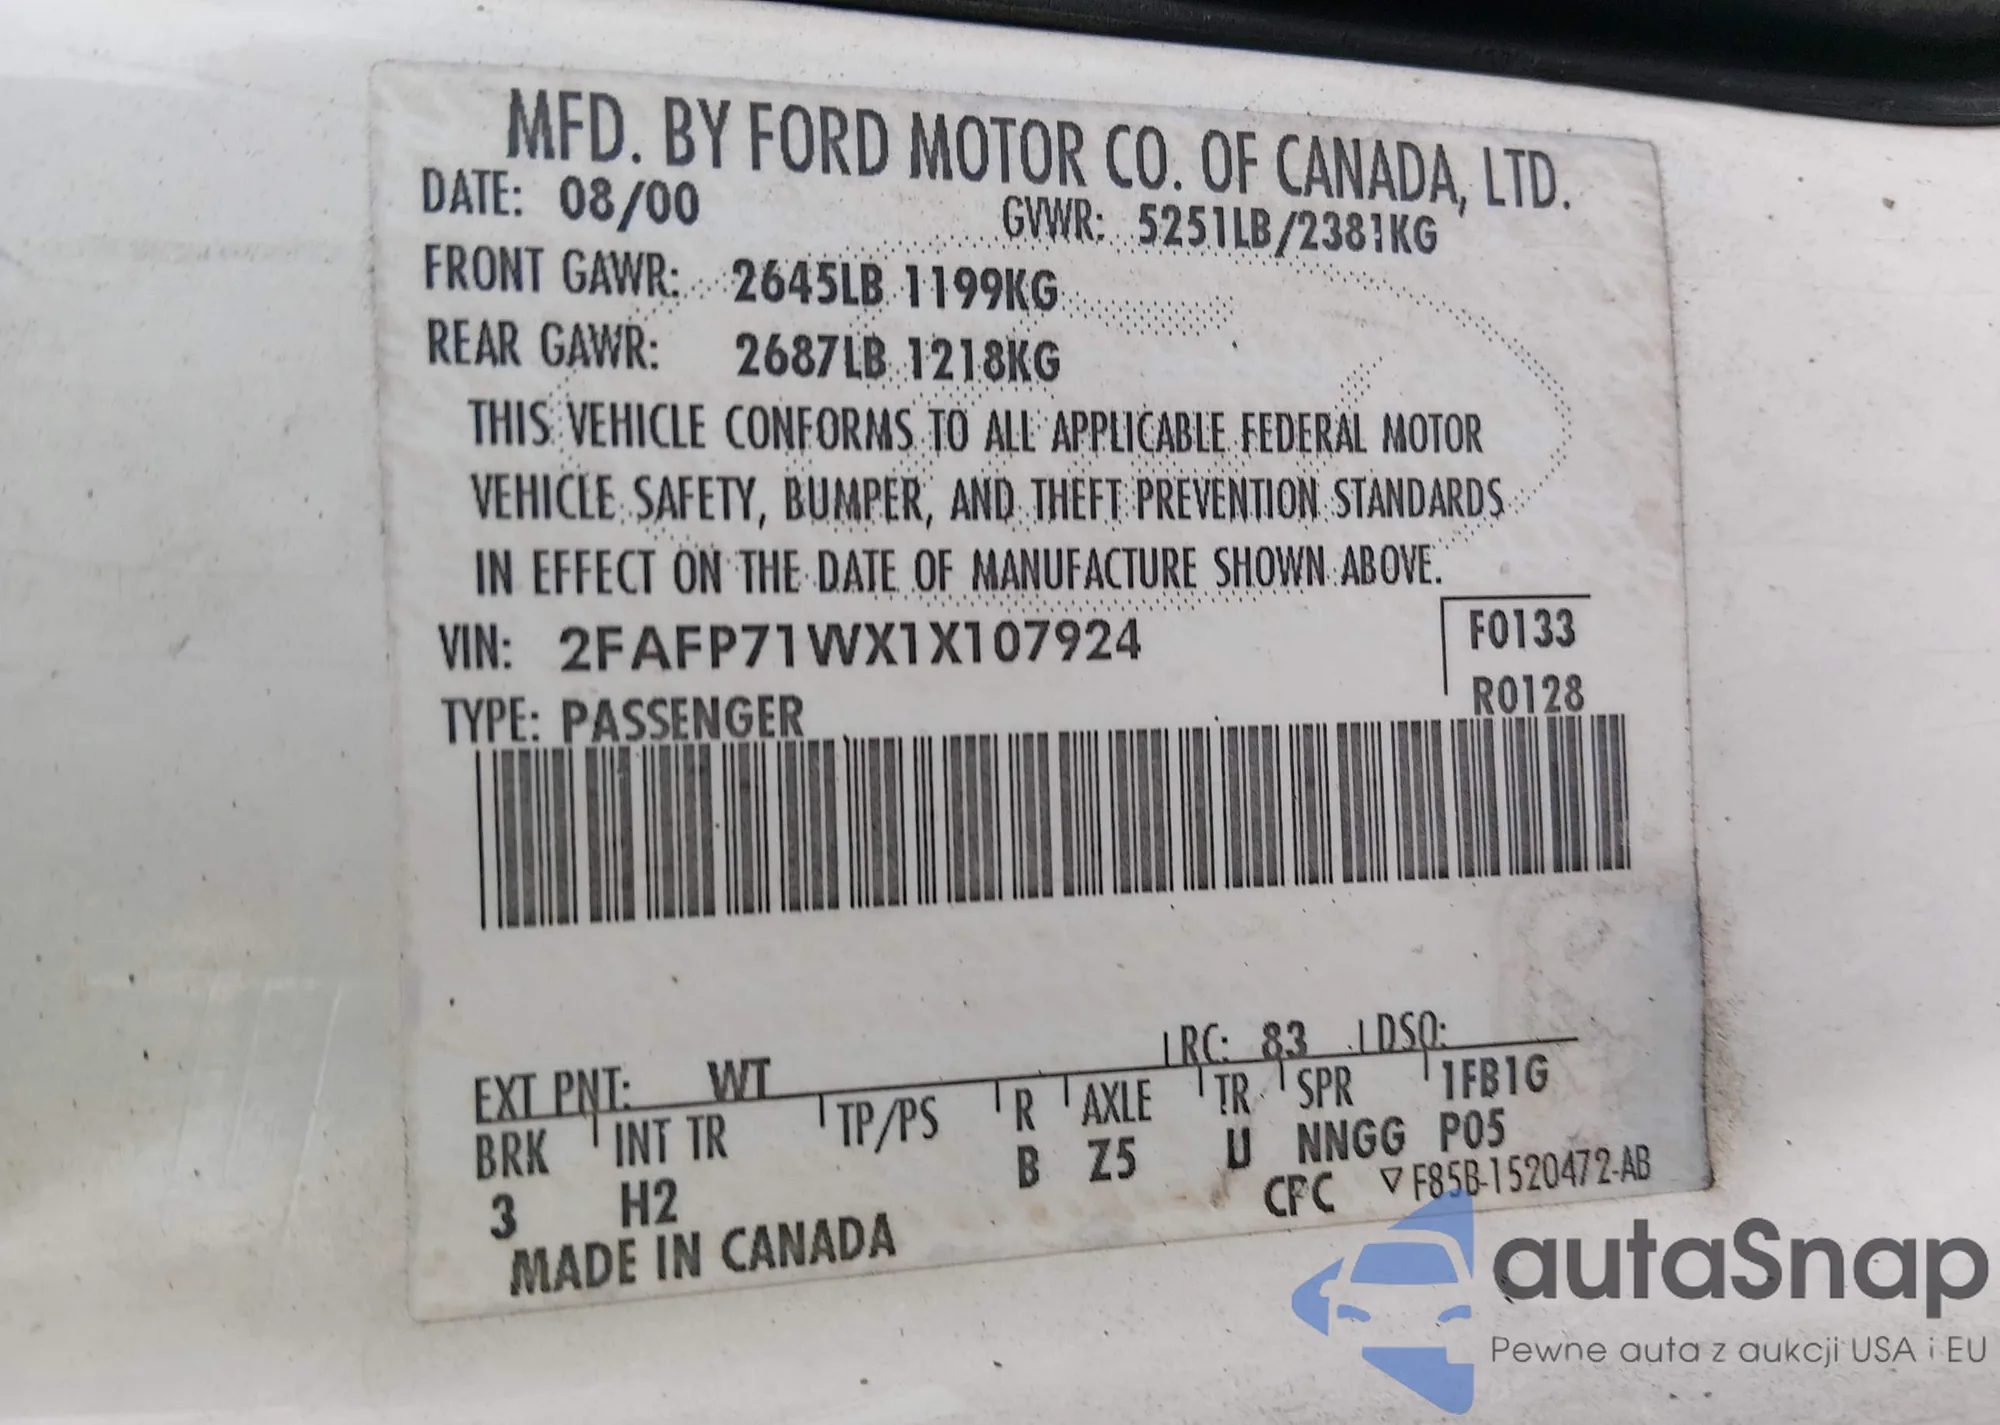 MFD. BY FORD MOTOR CO. OF CANADA, LTD.
DATE: 08/00
GVWR: 5251LB/2381KG
FRONT GAWR: 2645LB 1199KG
REAR GAWR: 2687LB 1218KG
THIS VEHICLE CONFORMS TO ALL APPLICABLE FEDERAL MOTOR
VEHICLE SAFETY, BUMPER, AND THEFT PREVENTION STANDARDS
IN EFFECT ON THE DATE OF MANUFACTURE SHOWN ABOVE.
VIN: 2FAFP71WX1X107924
F0133
TYPE: PASSENGER
R0128
EXT PNT: WT RC: 83 DSO:
BRK INT TR TP/PS R AXLE TR SPR 1FB1G
3 H2 B Z5 U NNGG P05
MADE IN CANADA CFC ▽F85B-1520472-AB
autaSnap
Pewne auta z aukcji USA i EU